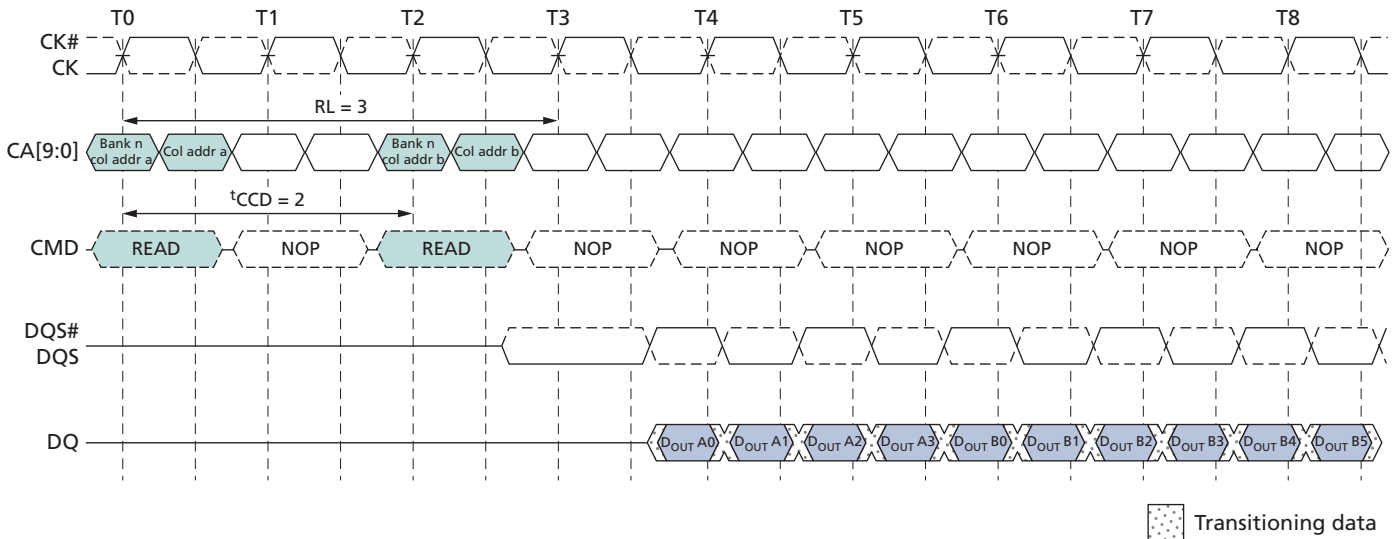 T0 T1 T2 T3 T4 T5 T6 T7 T8
CK#
CK
RL = 3
CA[9:0]
Bank n
col addr a
Col addr a
Bank n
col addr b
Col addr b
tCCD = 2
CMD READ NOP READ NOP NOP NOP NOP NOP NOP
DQS#
DQS
DQ DOUT A0 DOUT A1 DOUT A2 DOUT A3 DOUT B0 DOUT B1 DOUT B2 DOUT B3 DOUT B4 DOUT B5
Transitioning data